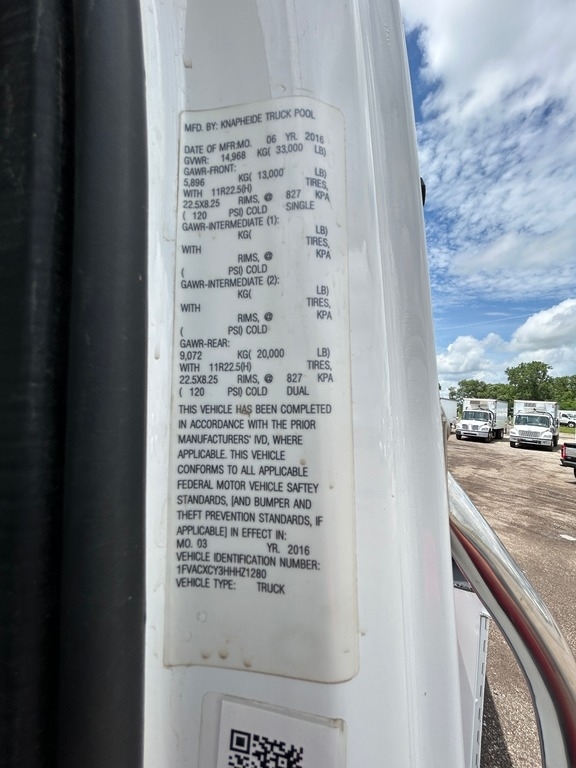 MFD. BY: KNAPHEIDE TRUCK POOL
DATE OF MFR:MO. 06 YR. 2016
GVWR: 14,968 KG( 33,000 LB)
GAWR-FRONT:
5,896 KG( 13,000 LB)
WITH 11R22.5(H) TIRES,
22.5X8.25 RIMS, @ 827 KPA
( 120 PSI) COLD SINGLE
GAWR-INTERMEDIATE (1):
KG( LB)
WITH TIRES,
RIMS, @ KPA
( PSI) COLD
GAWR-INTERMEDIATE (2):
KG( LB)
WITH TIRES,
RIMS, @ KPA
( PSI) COLD
GAWR-REAR:
9,072 KG( 20,000 LB)
WITH 11R22.5(H) TIRES,
22.5X8.25 RIMS, @ 827 KPA
( 120 PSI) COLD DUAL
THIS VEHICLE HAS BEEN COMPLETED
IN ACCORDANCE WITH THE PRIOR
MANUFACTURERS' IVD, WHERE
APPLICABLE. THIS VEHICLE
CONFORMS TO ALL APPLICABLE
FEDERAL MOTOR VEHICLE SAFTEY
STANDARDS, [AND BUMPER AND
THEFT PREVENTION STANDARDS, IF
APPLICABLE] IN EFFECT IN:
MO. 03 YR. 2016
VEHICLE IDENTIFICATION NUMBER:
1FVACXCY3HHHZ1280
VEHICLE TYPE: TRUCK